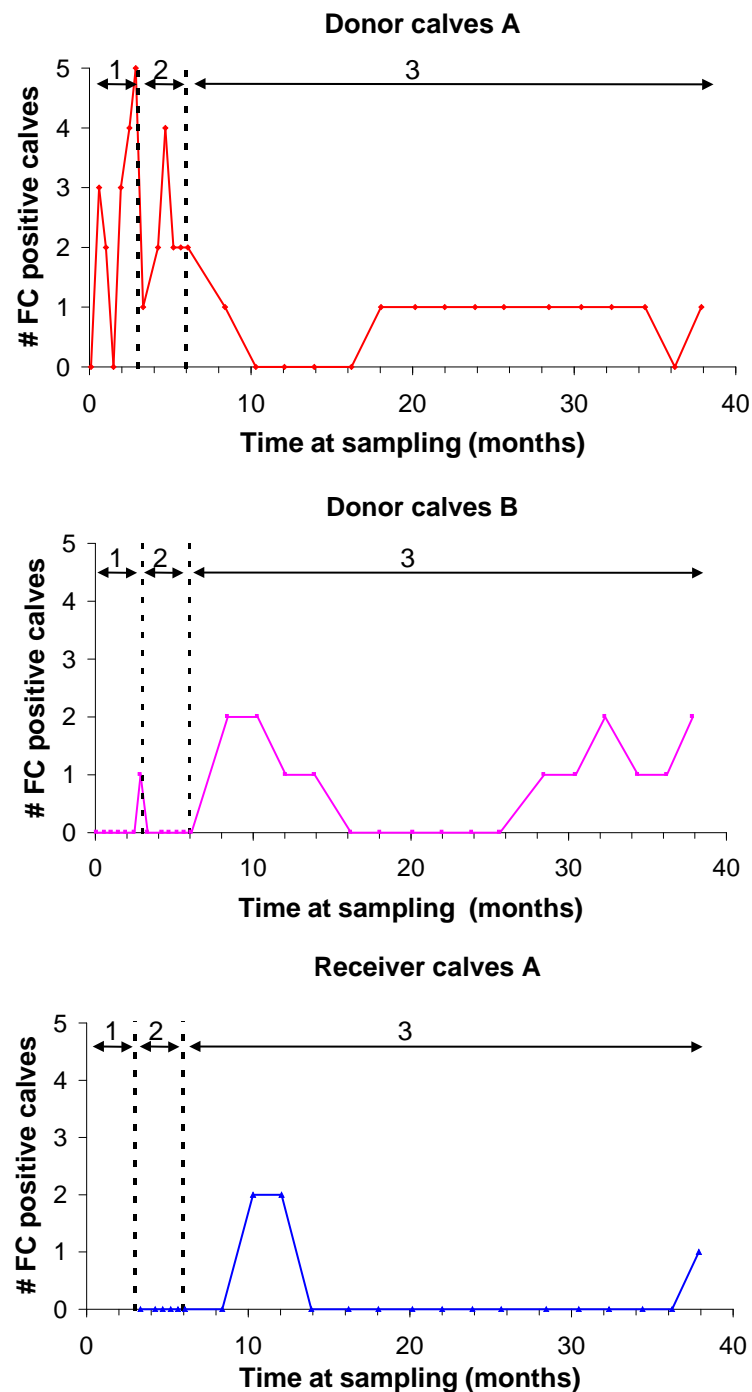 Donor calves A
# FC positive calves
5
4
3
2
1
0
1 2 3
0 10 20 30 40
Time at sampling (months)
Donor calves B
# FC positive calves
5
4
3
2
1
0
1 2 3
0 10 20 30 40
Time at sampling (months)
Receiver calves A
# FC positive calves
5
4
3
2
1
0
1 2 3
0 10 20 30 40
Time at sampling (months)